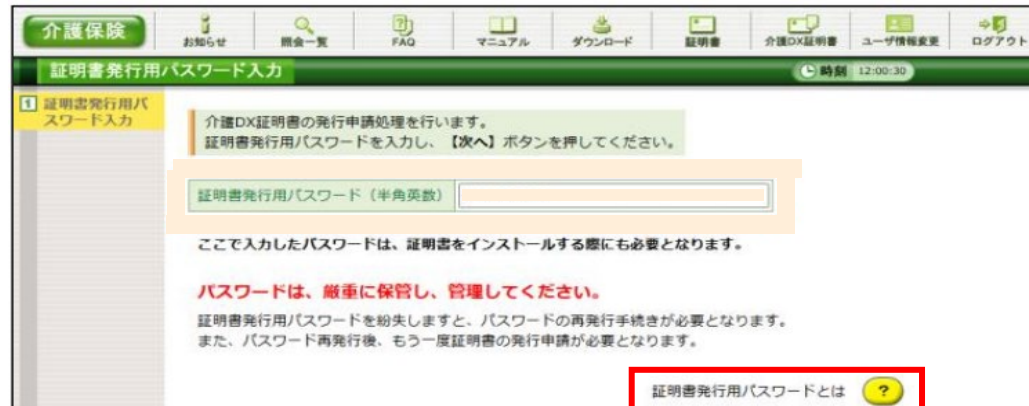 介護保険
お知らせ
照会一覧
FAQ
マニュアル
ダウンロード
証明書
介護DX証明書
ユーザ情報変更
ログアウト
証明書発行用パスワード入力
時刻 12:00:30
1 証明書発行用パ
スワード入力
介護DX証明書の発行申請処理を行います。
証明書発行用パスワードを入力し、【次へ】ボタンを押してください。
証明書発行用パスワード（半角英数）
ここで入力したパスワードは、証明書をインストールする際にも必要となります。
パスワードは、厳重に保管し、管理してください。
証明書発行用パスワードを紛失しますと、パスワードの再発行手続きが必要となります。
また、パスワード再発行後、もう一度証明書の発行申請が必要となります。
証明書発行用パスワードとは ?